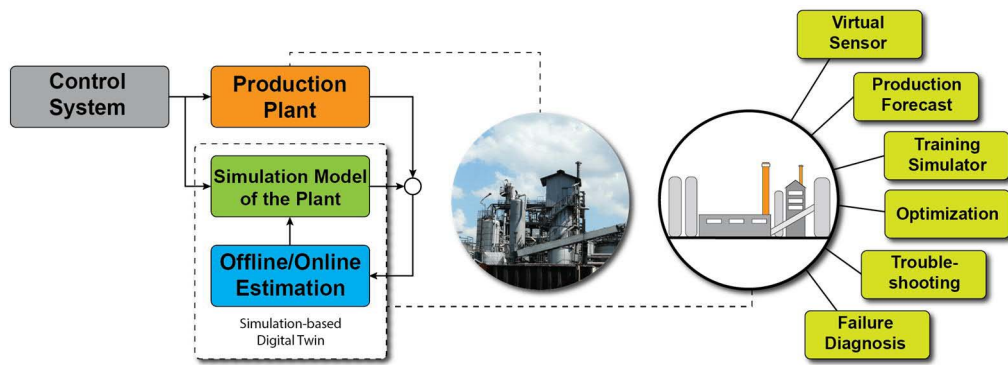 Control
System
Production
Plant
Simulation Model
of the Plant
Offline/Online
Estimation
Simulation-based
Digital Twin
Virtual
Sensor
Production
Forecast
Training
Simulator
Optimization
Trouble-
shooting
Failure
Diagnosis